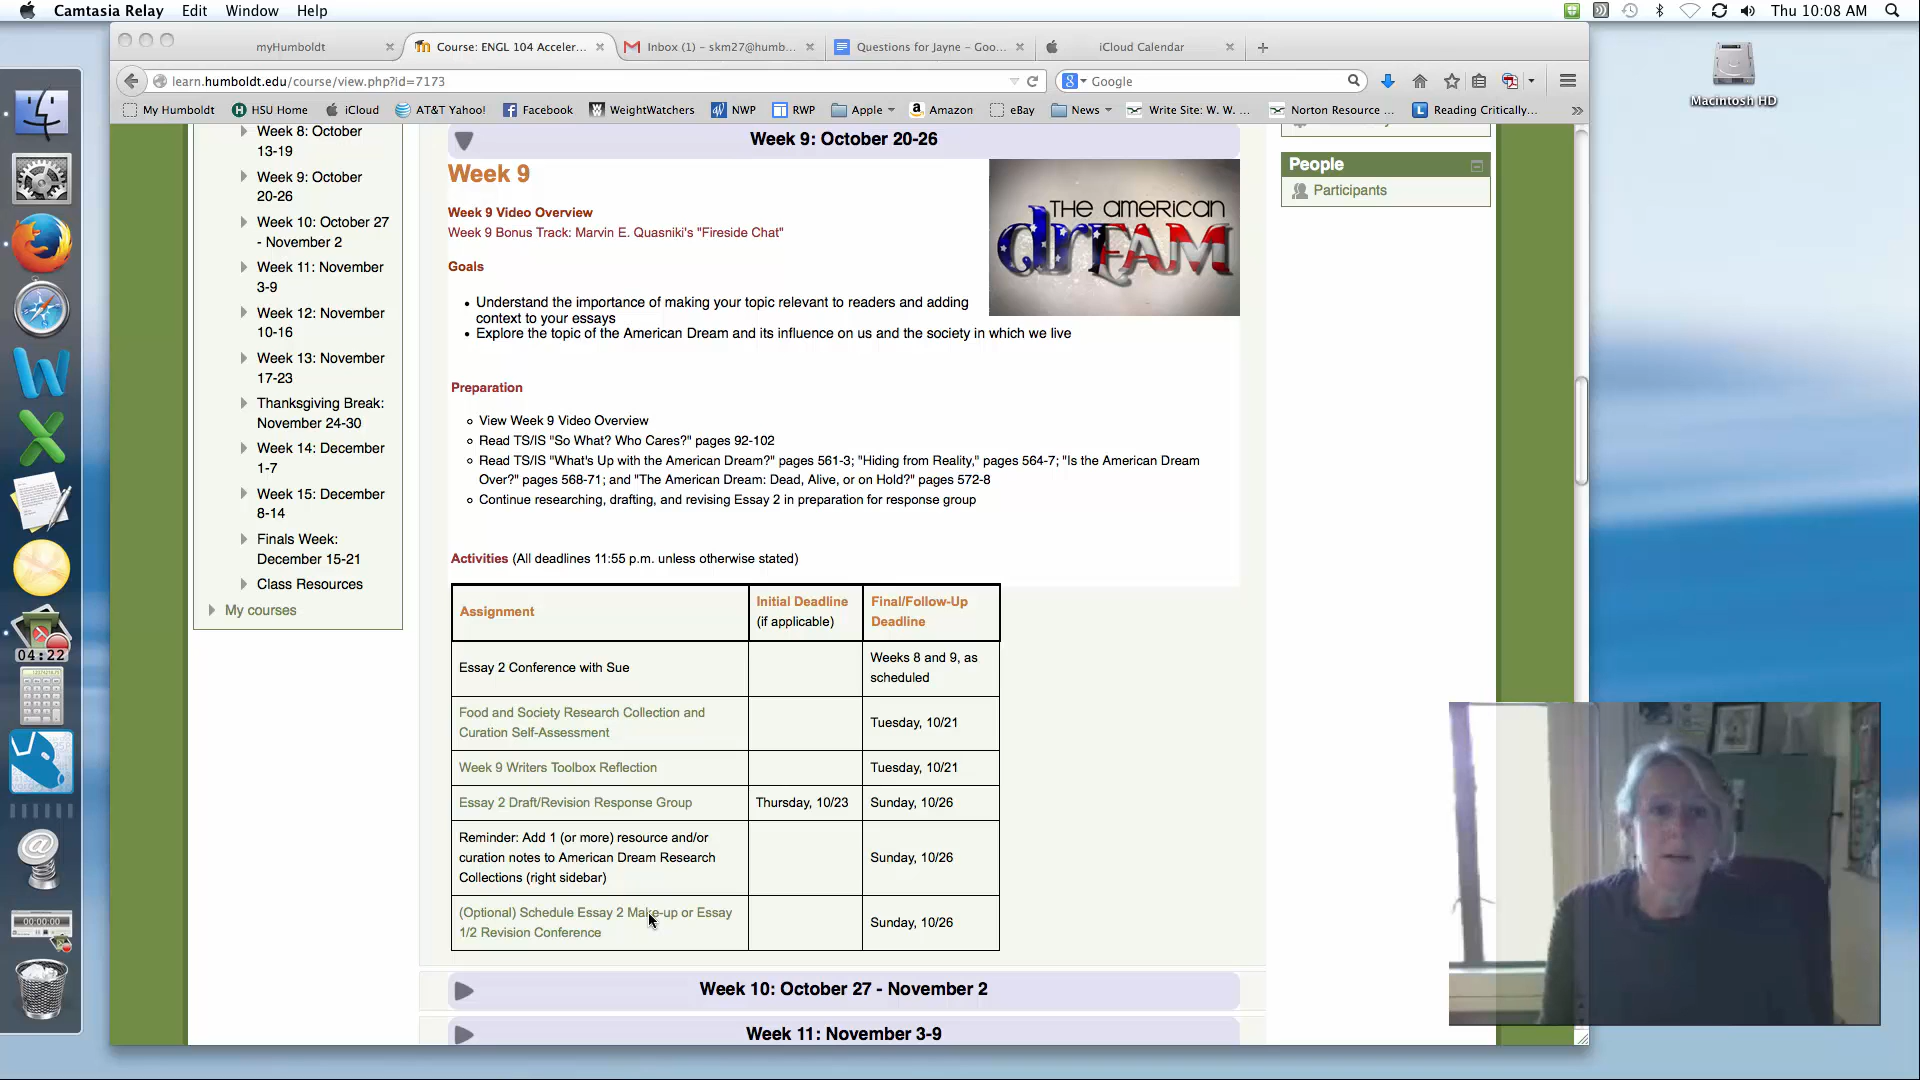 Camtasia Relay Edit Window Help
Thu 10:08 AM
myHumboldt
Course: ENGL 104 Acceler...
Inbox (1) – skm27@humb...
Questions for Jayne – Goo...
iCloud Calendar
learn.humboldt.edu/course/view.php?id=7173
Google
My Humboldt HSU Home iCloud AT&T Yahoo! Facebook WeightWatchers NWP RWP Apple Amazon eBay News Write Site: W. W. ... Norton Resource ... Reading Critically...
Macintosh HD
04:22
00:00:00
Week 8: October
13-19
Week 9: October
20-26
Week 10: October 27
- November 2
Week 11: November
3-9
Week 12: November
10-16
Week 13: November
17-23
Thanksgiving Break:
November 24-30
Week 14: December
1-7
Week 15: December
8-14
Finals Week:
December 15-21
Class Resources
My courses
Week 9: October 20-26
Week 9
Week 9 Video Overview
Week 9 Bonus Track: Marvin E. Quasniki's "Fireside Chat"
THE AMERICAN
DREAM
Goals
Understand the importance of making your topic relevant to readers and adding
context to your essays
Explore the topic of the American Dream and its influence on us and the society in which we live
Preparation
View Week 9 Video Overview
Read TS/IS "So What? Who Cares?" pages 92-102
Read TS/IS "What's Up with the American Dream?" pages 561-3; "Hiding from Reality," pages 564-7; "Is the American Dream
Over?" pages 568-71; and "The American Dream: Dead, Alive, or on Hold?" pages 572-8
Continue researching, drafting, and revising Essay 2 in preparation for response group
Activities (All deadlines 11:55 p.m. unless otherwise stated)
Assignment
Initial Deadline
(if applicable)
Final/Follow-Up
Deadline
Essay 2 Conference with Sue
Weeks 8 and 9, as
scheduled
Food and Society Research Collection and
Curation Self-Assessment
Tuesday, 10/21
Week 9 Writers Toolbox Reflection
Tuesday, 10/21
Essay 2 Draft/Revision Response Group
Thursday, 10/23
Sunday, 10/26
Reminder: Add 1 (or more) resource and/or
curation notes to American Dream Research
Collections (right sidebar)
Sunday, 10/26
(Optional) Schedule Essay 2 Make-up or Essay
1/2 Revision Conference
Sunday, 10/26
Week 10: October 27 - November 2
Week 11: November 3-9
People
Participants